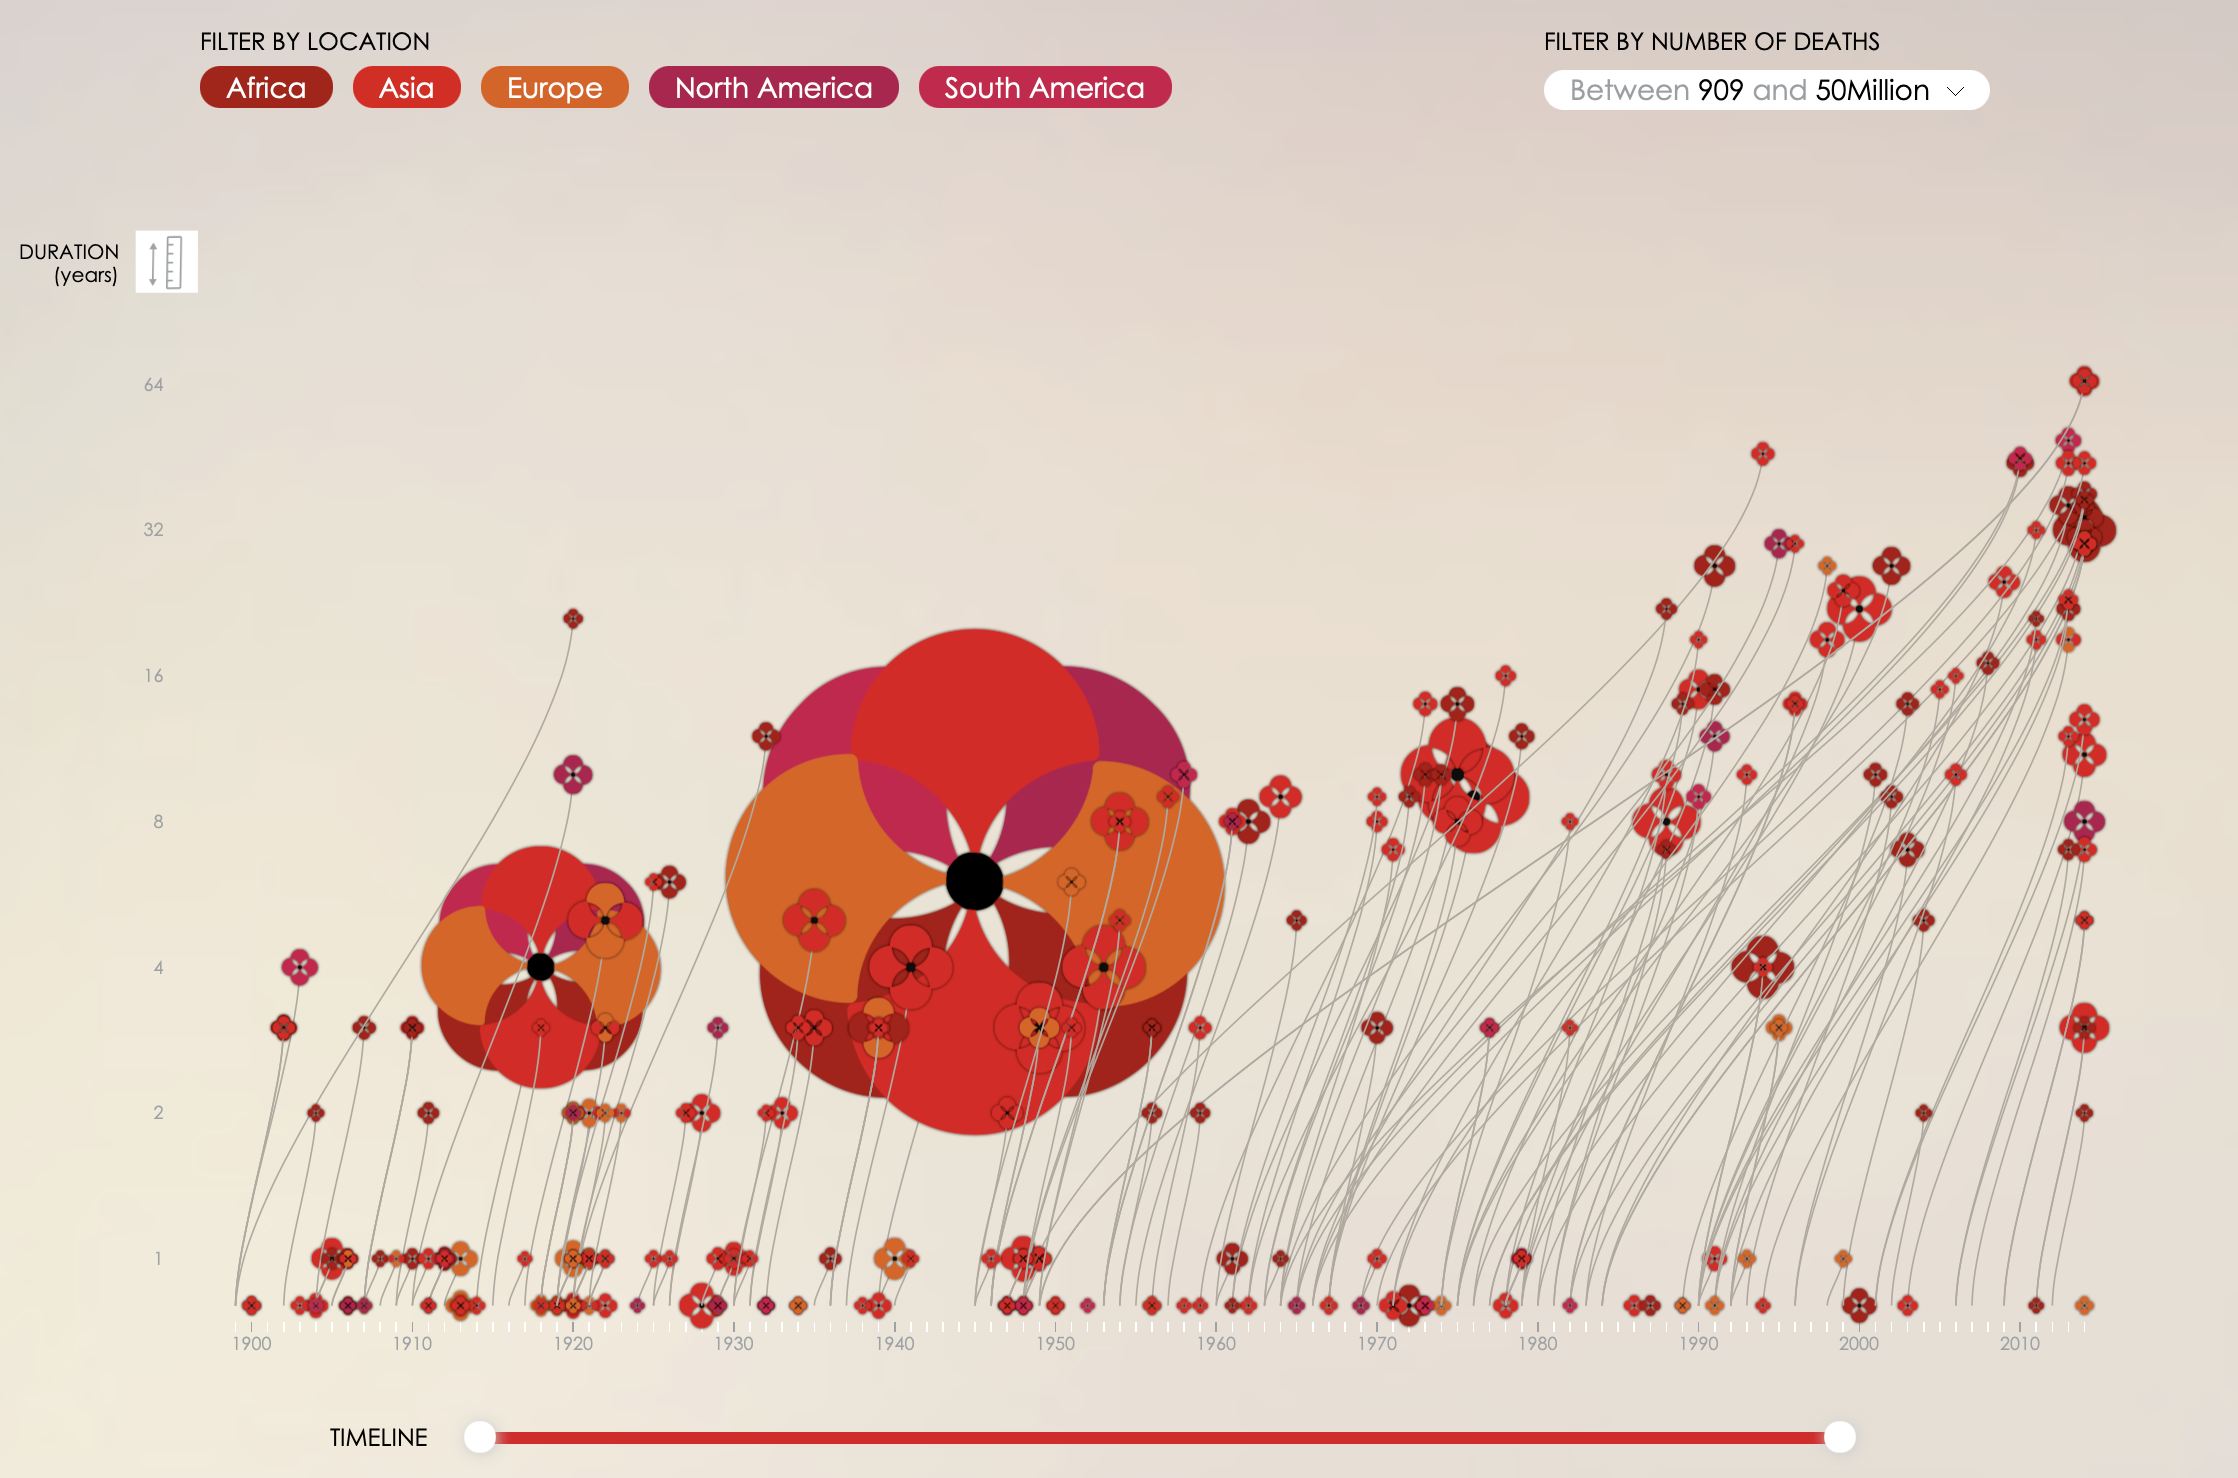 FILTER BY LOCATION
Africa Asia Europe North America South America
FILTER BY NUMBER OF DEATHS
Between 909 and 50Million
DURATION
(years)
64
32
16
8
4
2
1
1900 1910 1920 1930 1940 1950 1960 1970 1980 1990 2000 2010
TIMELINE